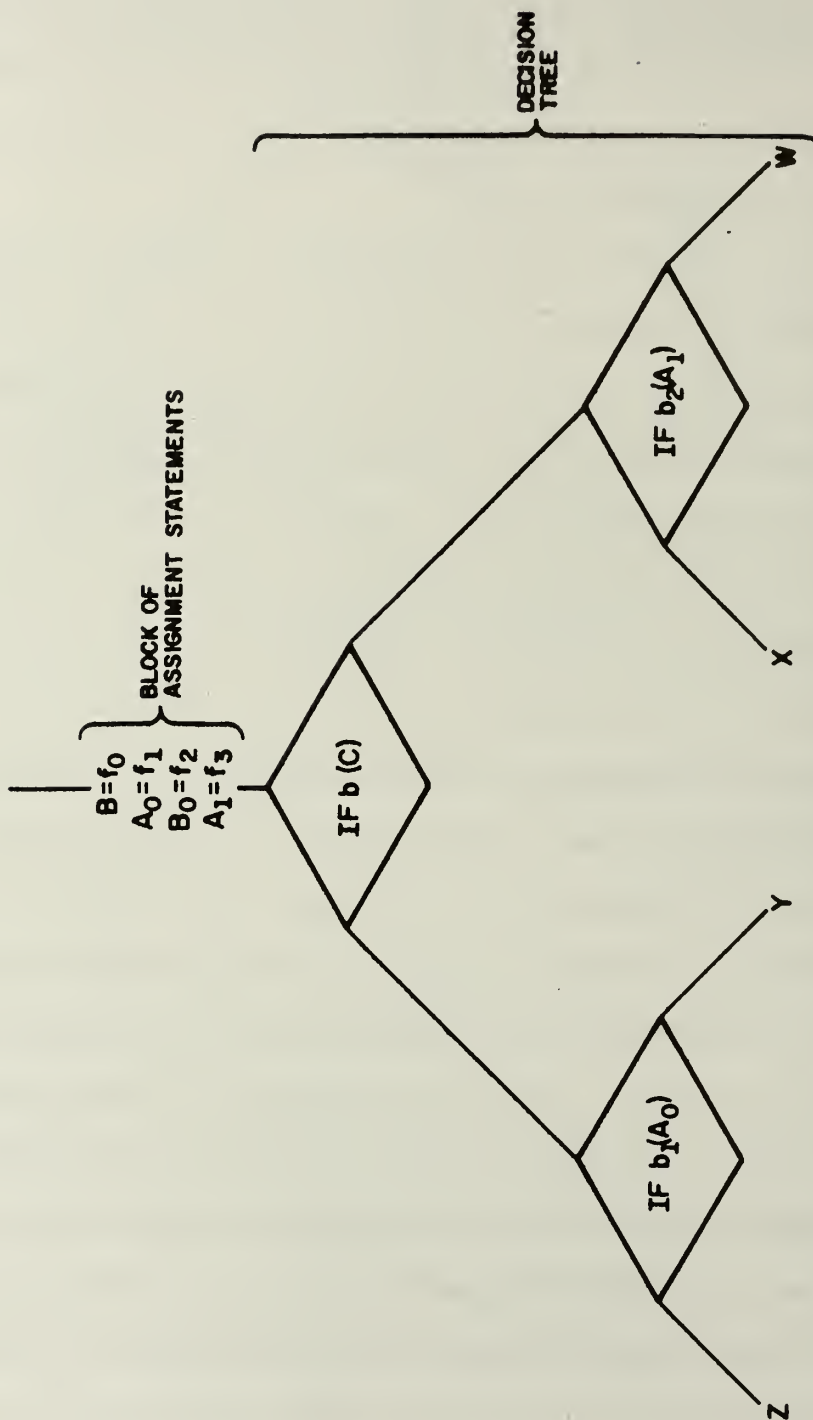 B=f₀
A₀=f₁
B₀=f₂
A₁=f₃
BLOCK OF
ASSIGNMENT STATEMENTS
IF b (C)
DECISION
TREE
IF b₁(A₀)
IF b₂(A₁)
Z
Y
X
W